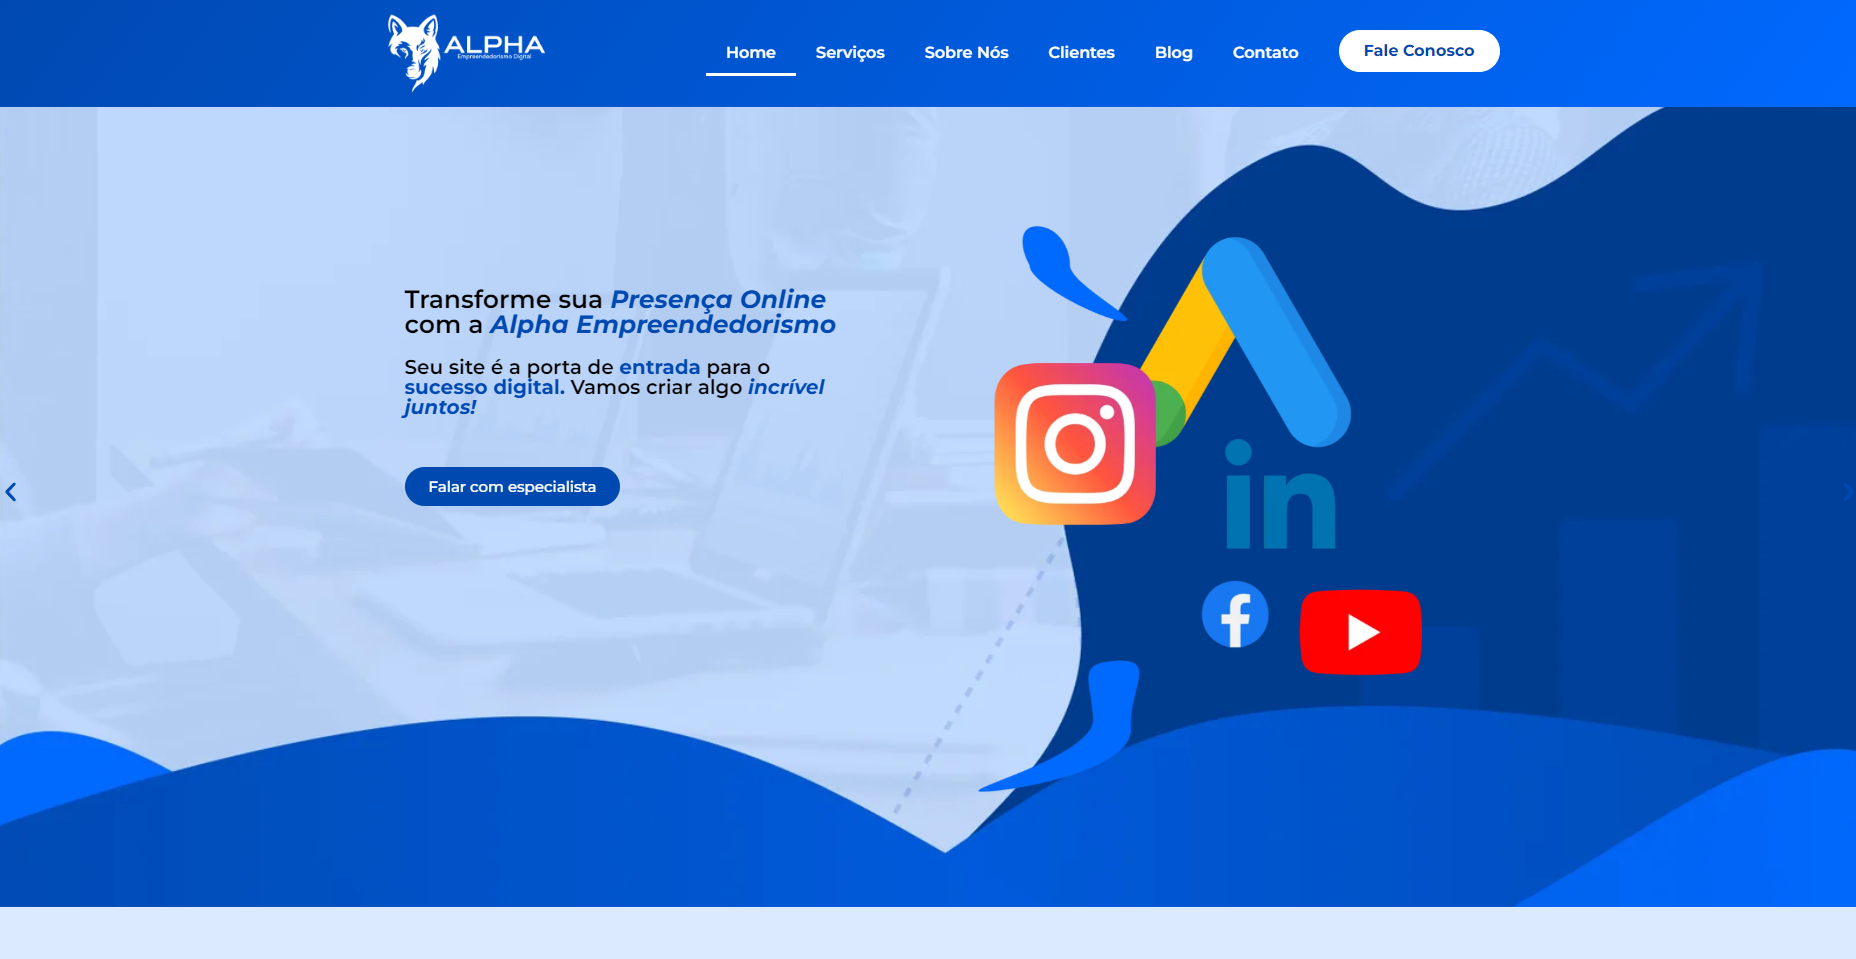 ALPHA
Empreendedorismo Digital
Home Serviços Sobre Nós Clientes Blog Contato Fale Conosco
Transforme sua Presença Online
com a Alpha Empreendedorismo
Seu site é a porta de entrada para o
sucesso digital. Vamos criar algo incrível
juntos!
Falar com especialista
in